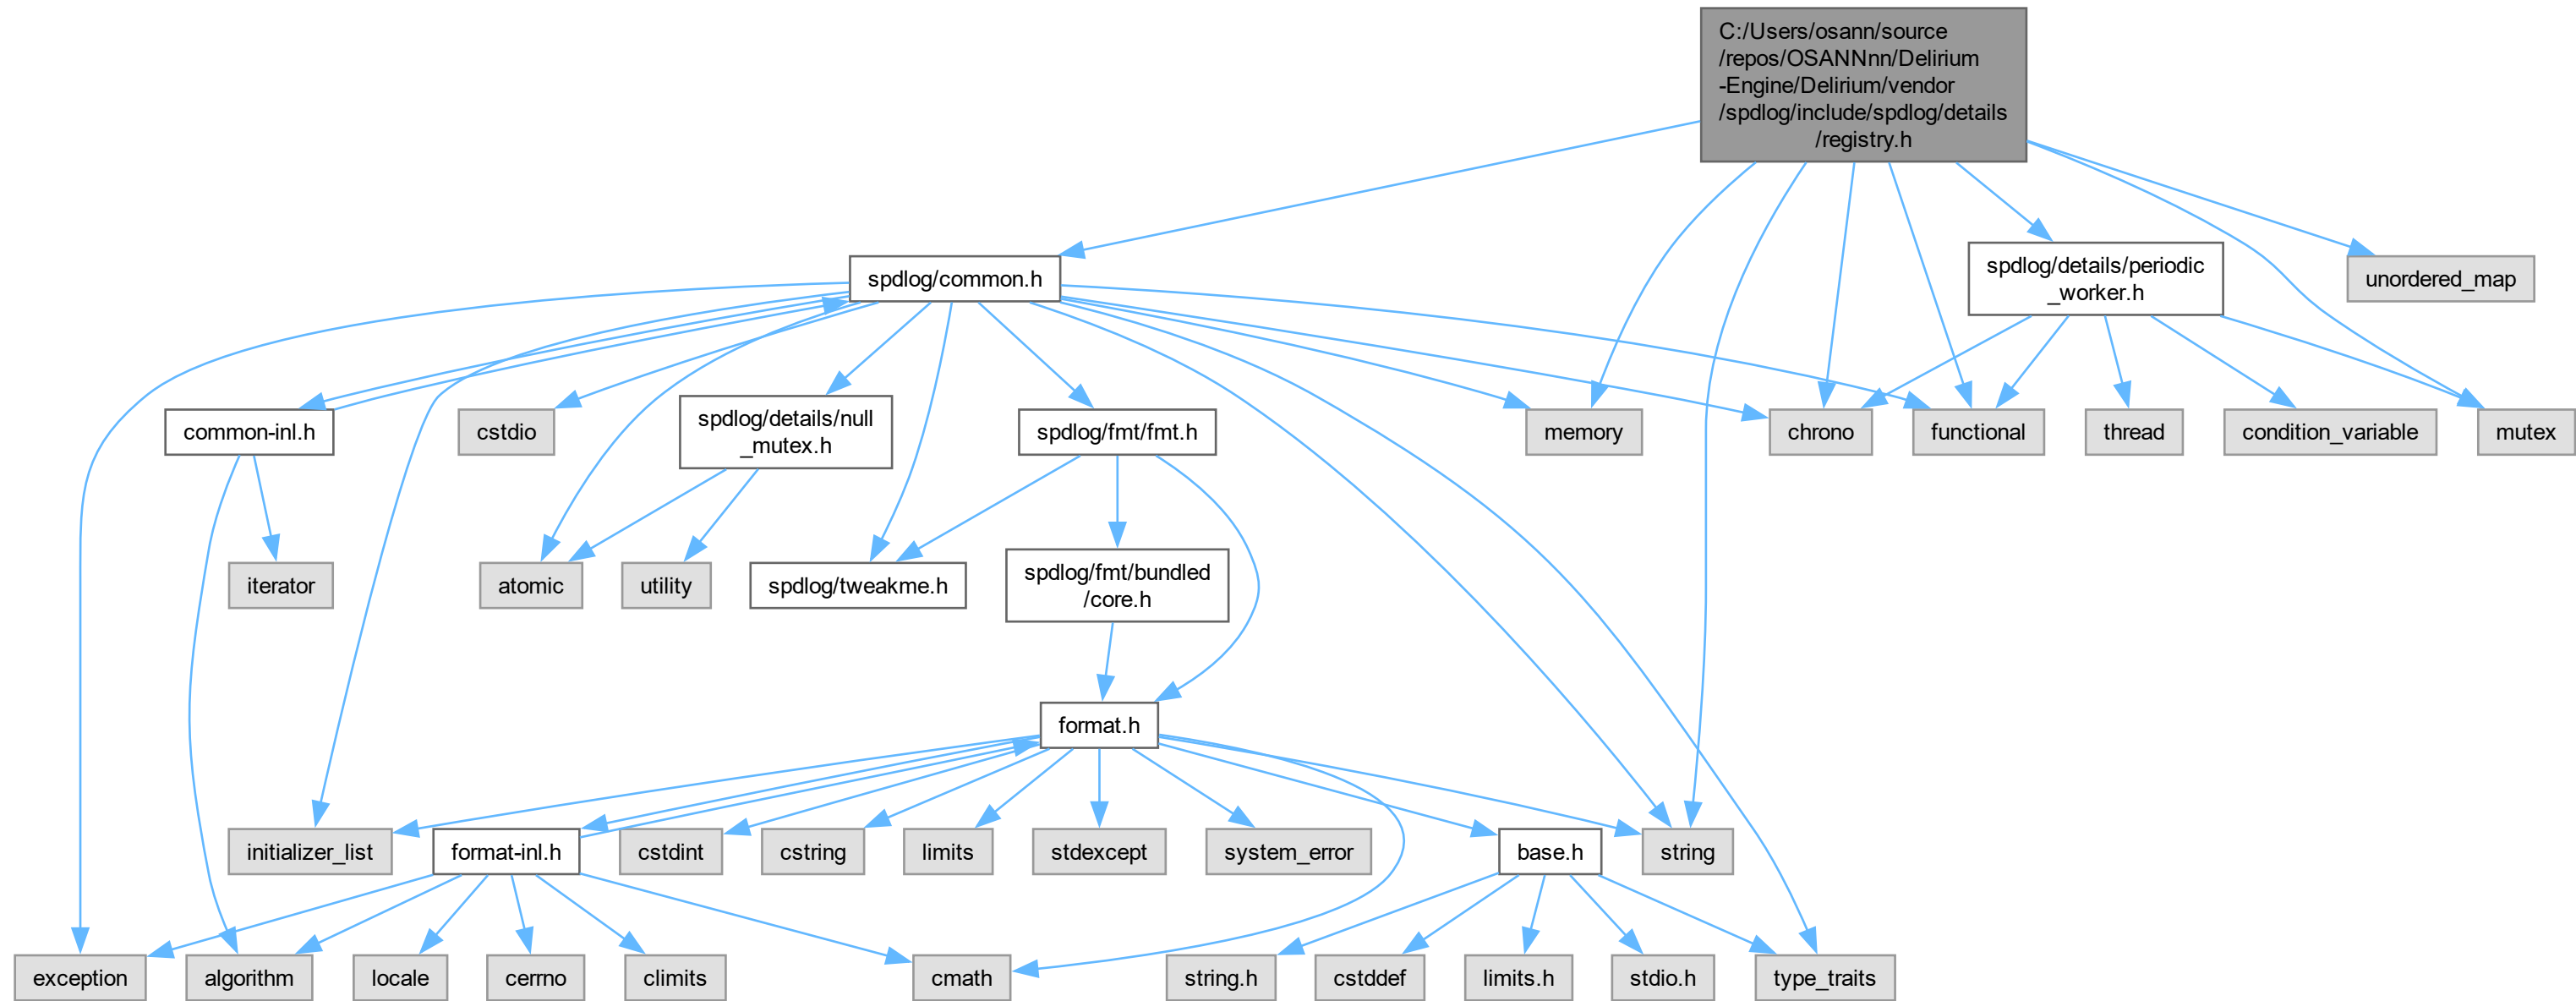 C:/Users/osann/source
/repos/OSANNnn/Delirium
-Engine/Delirium/vendor
/spdlog/include/spdlog/details
/registry.h
spdlog/common.h
spdlog/details/periodic
_worker.h
unordered_map
common-inl.h
cstdio
spdlog/details/null
_mutex.h
spdlog/fmt/fmt.h
memory
chrono
functional
thread
condition_variable
mutex
iterator
atomic
utility
spdlog/tweakme.h
spdlog/fmt/bundled
/core.h
format.h
initializer_list
format-inl.h
cstdint
cstring
limits
stdexcept
system_error
base.h
string
exception
algorithm
locale
cerrno
climits
cmath
string.h
cstddef
limits.h
stdio.h
type_traits